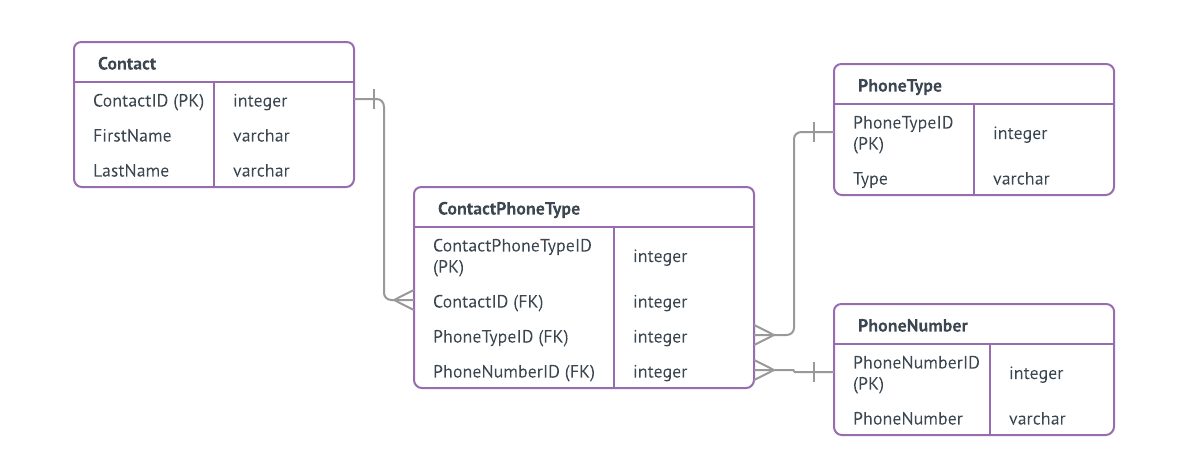 Contact
ContactID (PK) integer
FirstName varchar
LastName varchar
ContactPhoneType
ContactPhoneTypeID
(PK)
integer
ContactID (FK) integer
PhoneTypeID (FK) integer
PhoneNumberID (FK) integer
PhoneType
PhoneTypeID
(PK)
integer
Type varchar
PhoneNumber
PhoneNumberID
(PK)
integer
PhoneNumber varchar